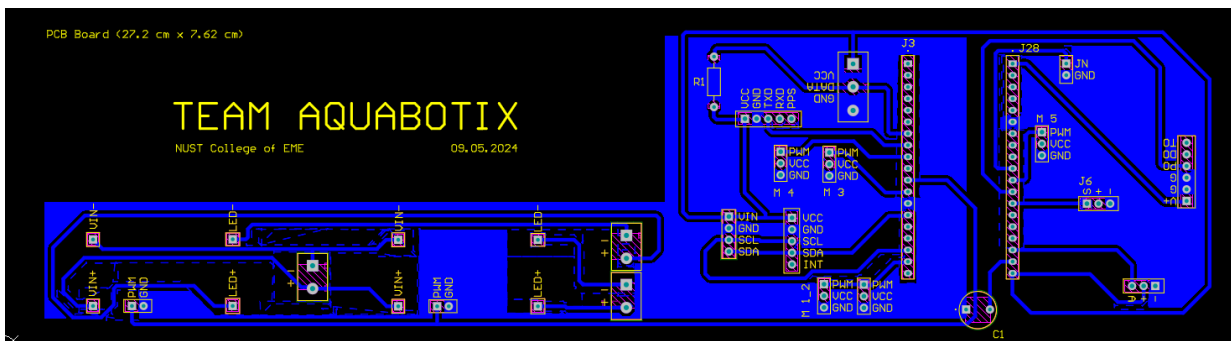 PCB Board (27.2 cm x 7.62 cm)
TEAM AQUABOTIX
NUST College of EME 09.05.2024
VIN- LED- VIN- LED-
VIN+ PWM GND LED+ VIN+ PWM GND LED+
- +
- +
- +
R1
VCC GND TXD RXD PPS
VCC DATA GND
J3
J28
JN
GND
M 5
PWM
VCC
GND
PWM
VCC
GND
M 4
PWM
VCC
GND
M 3
J6
S + -
TO DO PO G G V+
VIN
GND
SCL
SDA
VCC
GND
SCL
SDA
INT
M 1_2
PWM
VCC
GND
PWM
VCC
GND
A + -
C1